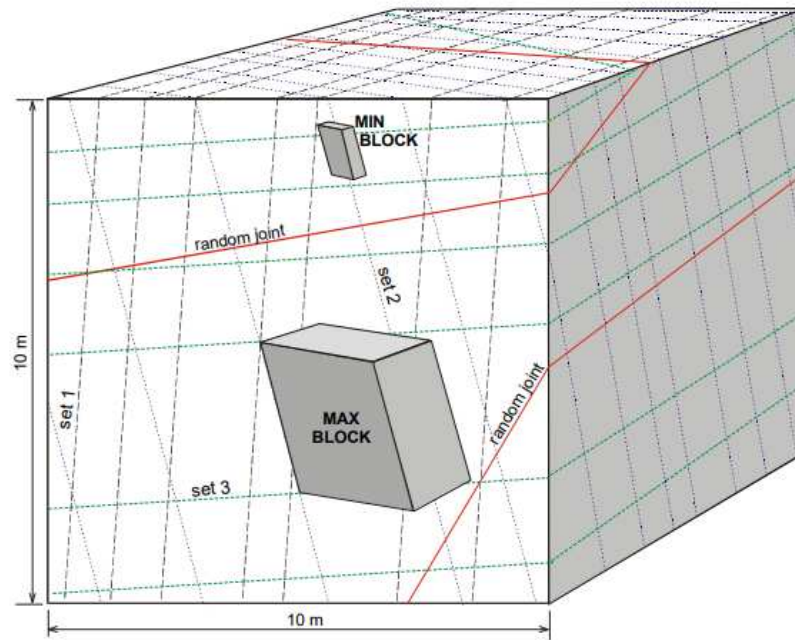 MIN
BLOCK
random joint
set 2
10 m
random joint
set 1
MAX
BLOCK
set 3
10 m